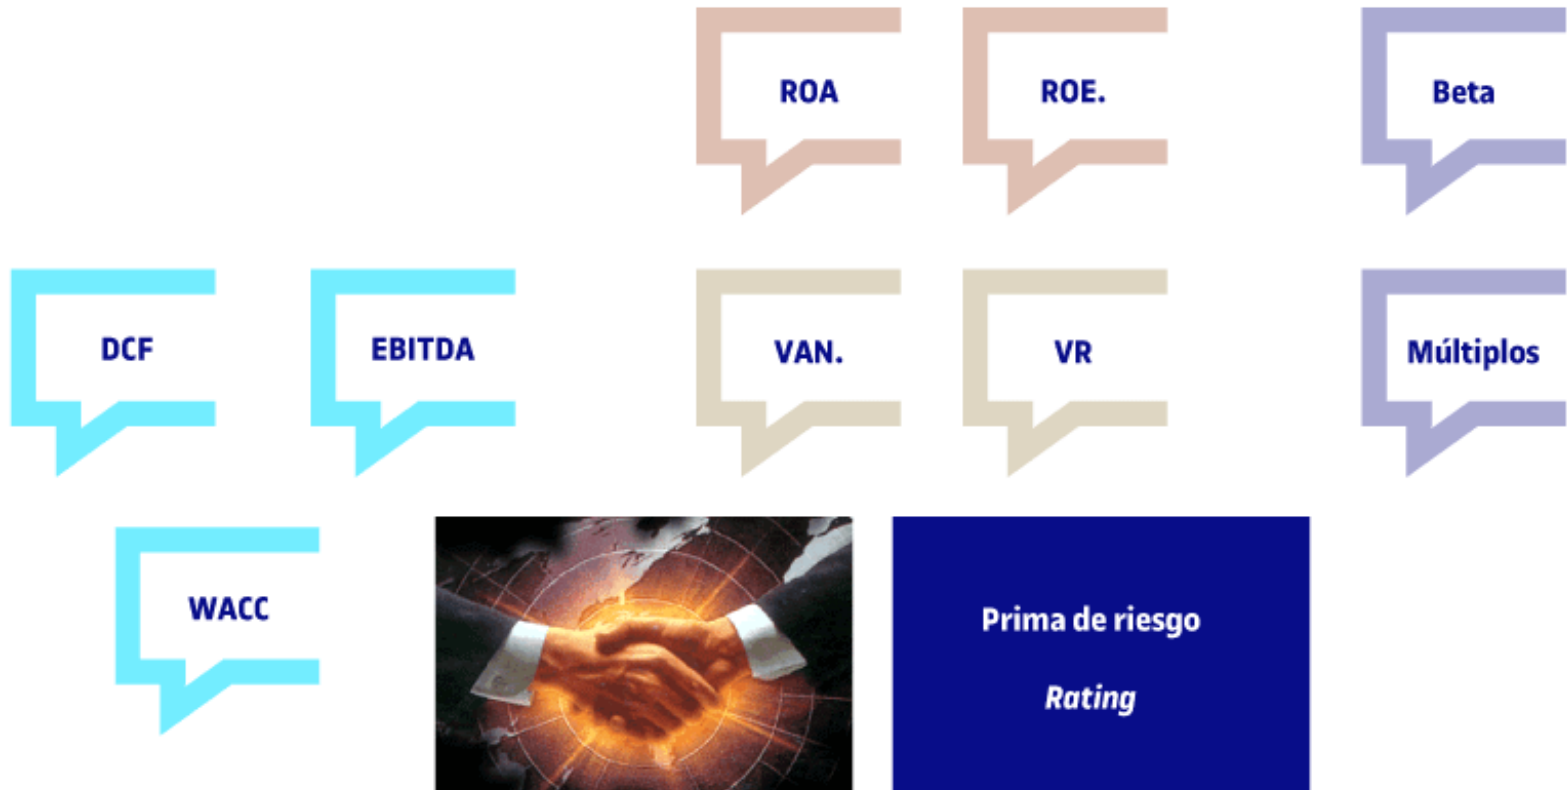 ROA
ROE.
Beta
DCF
EBITDA
VAN.
VR
Múltiplos
WACC
Prima de riesgo
Rating